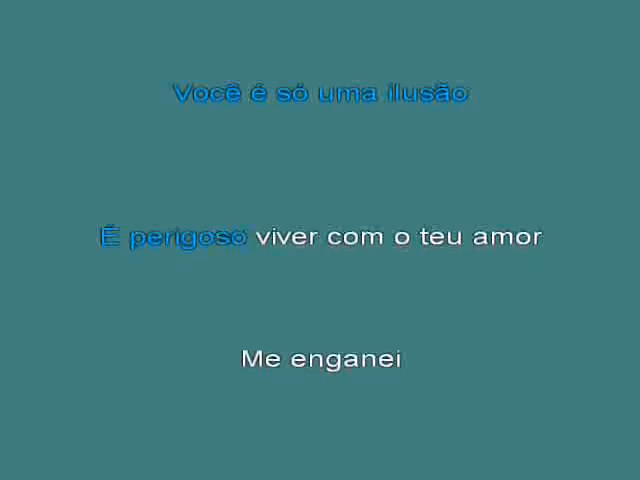 Você é só uma ilusão
É perigoso viver com o teu amor
Me enganei